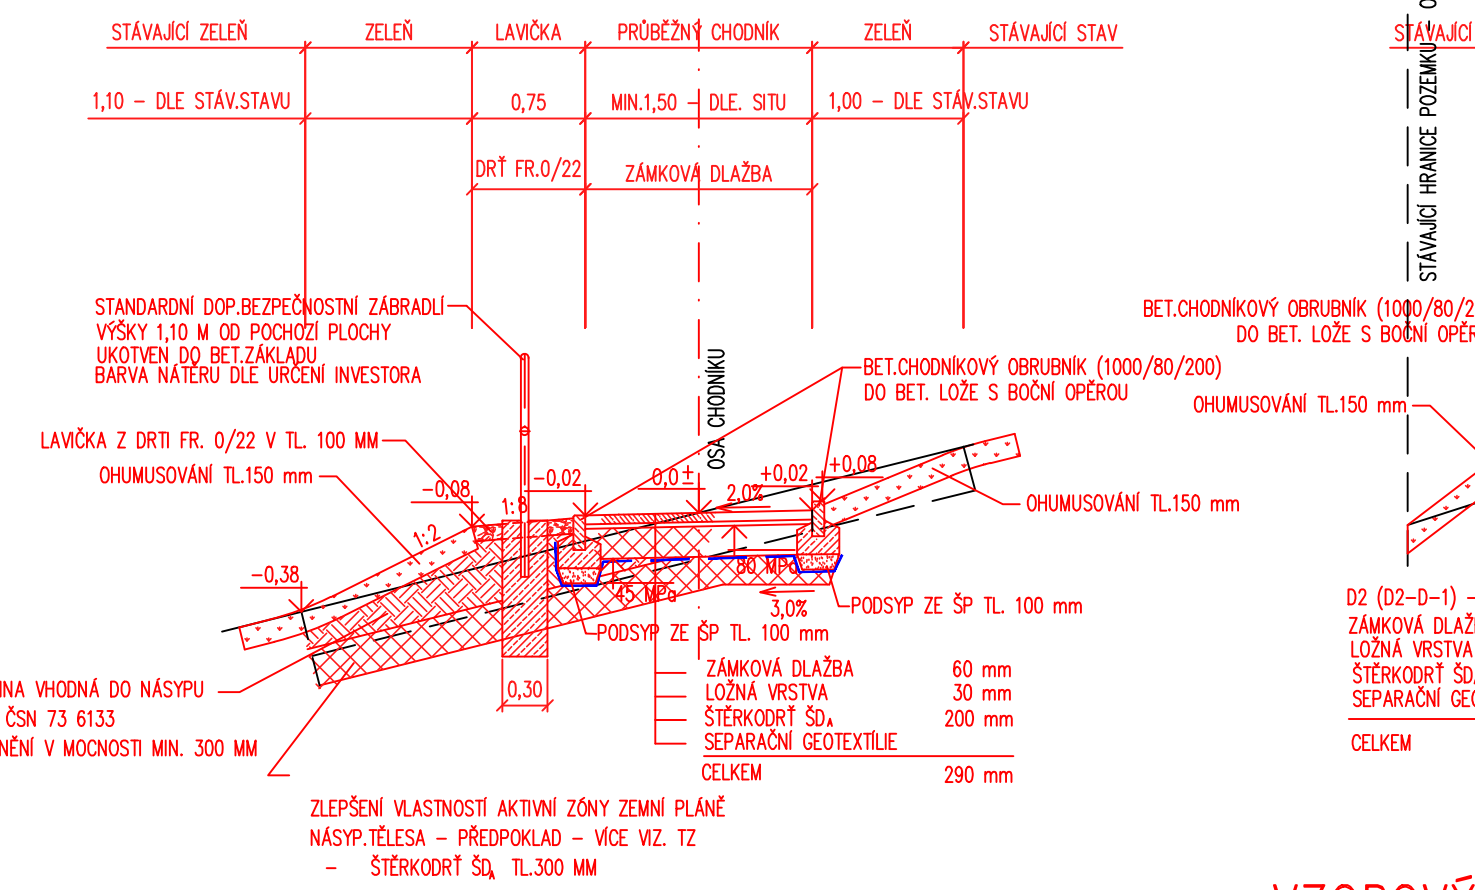 STÁVAJÍCÍ ZELEŇ
ZELEŇ
LAVIČKA
PRŮBĚŽNÝ CHODNÍK
ZELEŇ
STÁVAJÍCÍ STAV
STÁVAJÍCÍ
1,10 - DLE STÁV.STAVU
0,75
MIN.1,50 - DLE. SITU
1,00 - DLE STÁV.STAVU
DRŤ FR.0/22
ZÁMKOVÁ DLAŽBA
STÁVAJÍCÍ HRANICE POZEMKU - O
STANDARDNÍ DOP.BEZPEČNOSTNÍ ZÁBRADLÍ
VÝŠKY 1,10 M OD POCHOZÍ PLOCHY
UKOTVEN DO BET.ZÁKLADU
BARVA NÁTĚRU DLE URČENÍ INVESTORA
OSA CHODNÍKU
BET.CHODNÍKOVÝ OBRUBNÍK (1000/80/200)
DO BET. LOŽE S BOČNÍ OPĚROU
BET.CHODNÍKOVÝ OBRUBNÍK (1000/80/2
DO BET. LOŽE S BOČNÍ OPĚR
OHUMUSOVÁNÍ TL.150 mm
LAVIČKA Z DRTI FR. 0/22 V TL. 100 MM
OHUMUSOVÁNÍ TL.150 mm
-0,08
1:8
-0,02
0,0±
2,0%
+0,02
+0,08
OHUMUSOVÁNÍ TL.150 mm
1:2
-0,38
45 MPa
80 MPa
3,0%
PODSYP ZE ŠP TL. 100 mm
PODSYP ZE ŠP TL. 100 mm
0,30
INA VHODNÁ DO NÁSYPU
ČSN 73 6133
NĚNÍ V MOCNOSTI MIN. 300 MM
ZÁMKOVÁ DLAŽBA 60 mm
LOŽNÁ VRSTVA 30 mm
ŠTĚRKODRŤ ŠDA 200 mm
SEPARAČNÍ GEOTEXTÍLIE
CELKEM 290 mm
ZLEPŠENÍ VLASTNOSTÍ AKTIVNÍ ZÓNY ZEMNÍ PLÁNĚ
NÁSYP.TĚLESA - PŘEDPOKLAD - VÍCE VIZ. TZ
- ŠTĚRKODRŤ ŠDA TL.300 MM
D2 (D2-D-1) -
ZÁMKOVÁ DLAŽB
LOŽNÁ VRSTVA
ŠTĚRKODRŤ ŠD
SEPARAČNÍ GEO
CELKEM